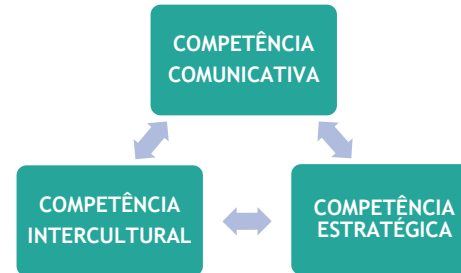 COMPETÊNCIA
COMUNICATIVA
COMPETÊNCIA
INTERCULTURAL
COMPETÊNCIA
ESTRATÉGICA